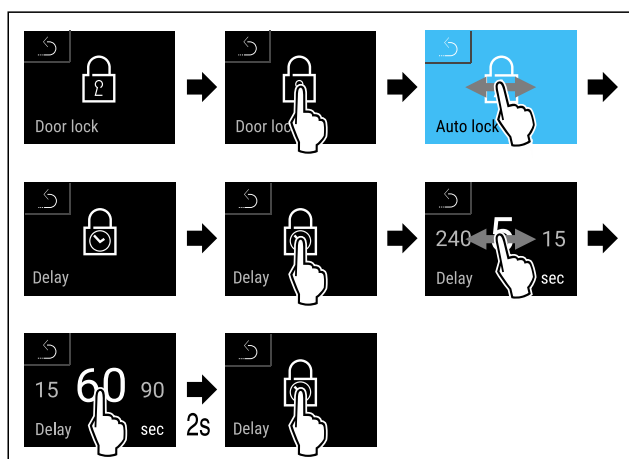 Door lock
Door loc
Auto lock
Delay
Delay
240 5 15
Delay sec
15 60 90
Delay sec
2s
Delay